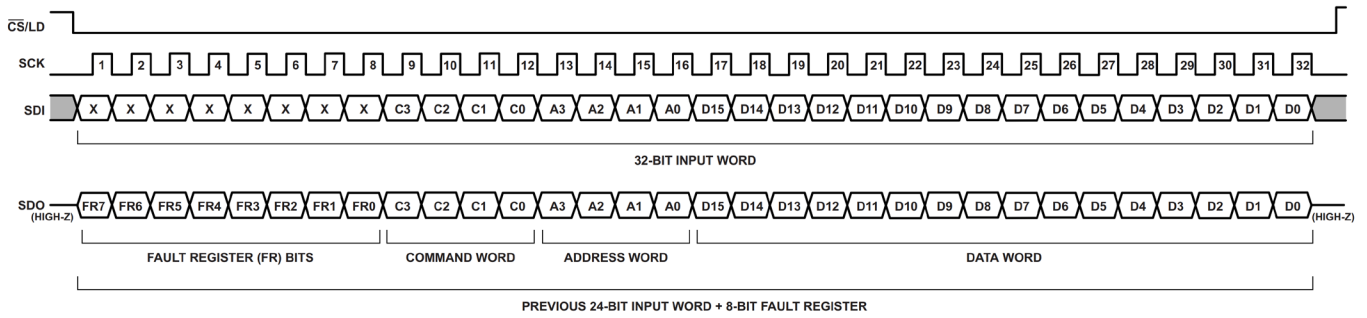 CS/LD
SCK 1 2 3 4 5 6 7 8 9 10 11 12 13 14 15 16 17 18 19 20 21 22 23 24 25 26 27 28 29 30 31 32
SDI X X X X X X X X C3 C2 C1 C0 A3 A2 A1 A0 D15 D14 D13 D12 D11 D10 D9 D8 D7 D6 D5 D4 D3 D2 D1 D0
32-BIT INPUT WORD
SDO FR7 FR6 FR5 FR4 FR3 FR2 FR1 FR0 C3 C2 C1 C0 A3 A2 A1 A0 D15 D14 D13 D12 D11 D10 D9 D8 D7 D6 D5 D4 D3 D2 D1 D0
(HIGH-Z) (HIGH-Z)
FAULT REGISTER (FR) BITS COMMAND WORD ADDRESS WORD DATA WORD
PREVIOUS 24-BIT INPUT WORD + 8-BIT FAULT REGISTER